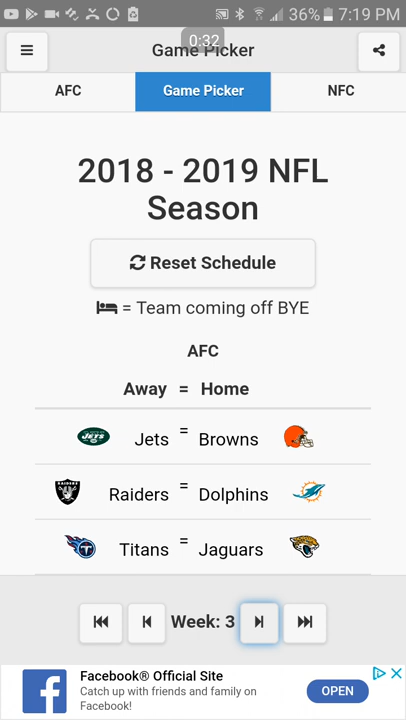 36% 7:19 PM
0:32
Game Picker
AFC Game Picker NFC
2018 - 2019 NFL
Season
Reset Schedule
= Team coming off BYE
AFC
Away = Home
JETS Jets = Browns
RAIDERS Raiders = Dolphins
Titans = Jaguars
Week: 3
Facebook® Official Site
Catch up with friends and family on
Facebook!
OPEN